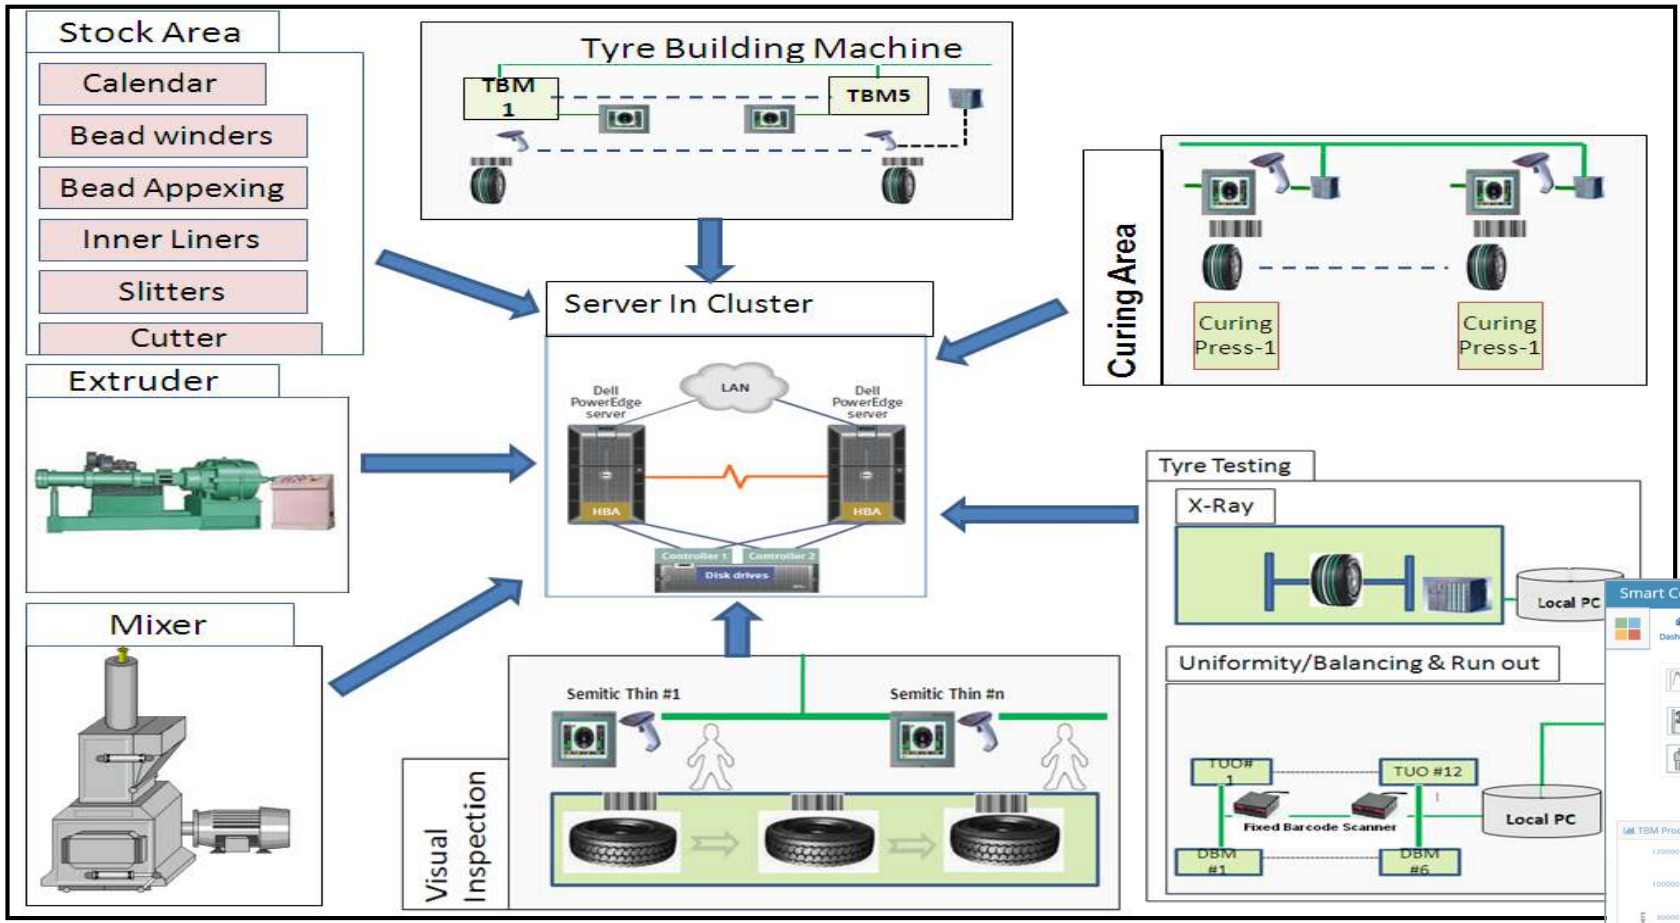 Stock Area
Calendar
Bead winders
Bead Appexing
Inner Liners
Slitters
Cutter
Extruder
Mixer
Tyre Building Machine
TBM
1
TBM5
Server In Cluster
LAN
Dell
PowerEdge
server
Dell
PowerEdge
server
HBA
HBA
Controller 1
Controller 2
Disk drives
Curing Area
Curing
Press-1
Curing
Press-1
Tyre Testing
X-Ray
Local PC
Uniformity/Balancing & Run out
TUO#
1
TUO #12
Fixed Barcode Scanner
Local PC
DBM
#1
DBM
#6
Visual
Inspection
Semitic Thin #1
Semitic Thin #n
Smart
TBM